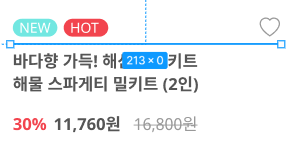 NEW HOT
바다향 가득! 해 키트
213 × 0
해물 스파게티 밀키트 (2인)
30% 11,760원 16,800원